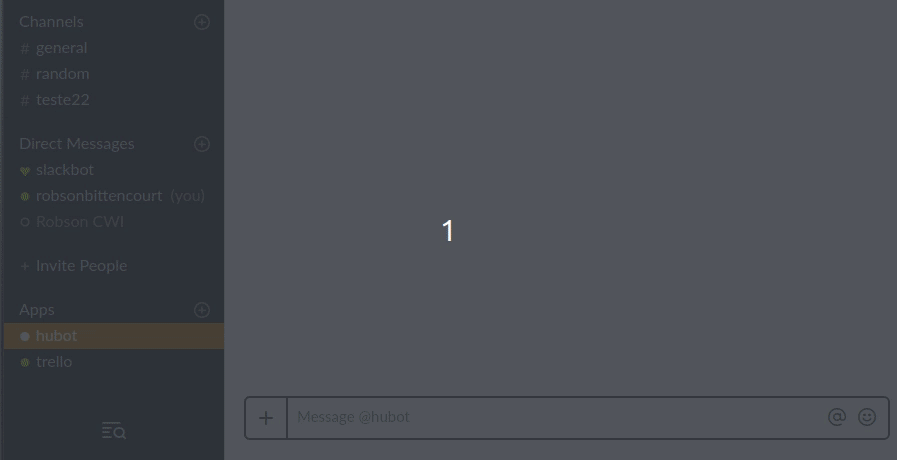 Channels
# general
# random
# teste22
Direct Messages
slackbot
robsonbittencourt (you)
Robson CWI
+ Invite People
Apps
hubot
trello
1
Message @hubot